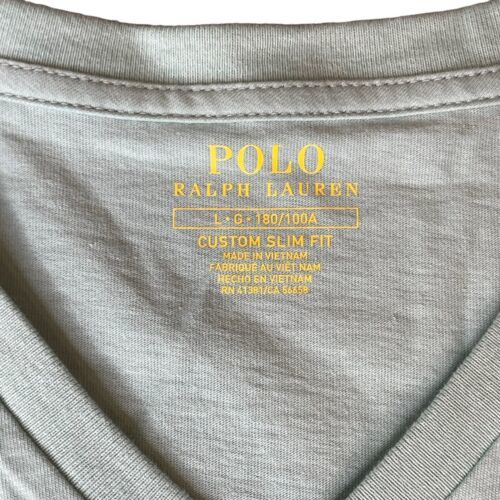 POLO
RALPH LAUREN
L • G • 180/100A
CUSTOM SLIM FIT
MADE IN VIETNAM
FABRIQUÉ AU VIÊT NAM
HECHO EN VIETNAM
RN 41381/CA 56658